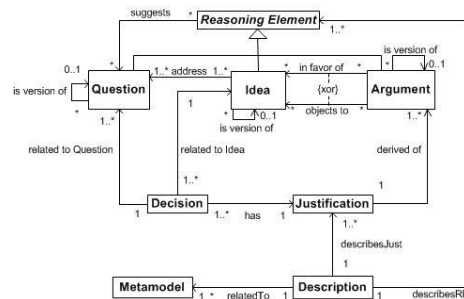 suggests * Reasoning Element
1..*
is version of
0..1 * address 1..* in favor of * * 0..1
Question Idea {xor} Argument
is version of * 1 * objects to * 1..*
1..* * 0..1
is version of
related to Question related to Idea derived of
1..*
Decision Justification
1 1..* has 1 1
1..*
describesJust
1
Metamodel Description
1..* relatedTo 1 1